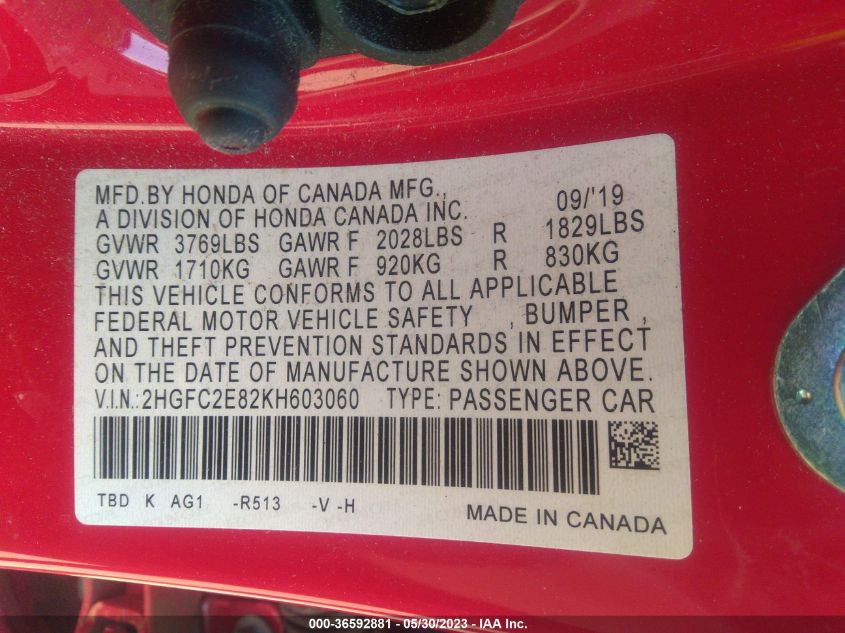 MFD.BY HONDA OF CANADA MFG., 09/'19
A DIVISION OF HONDA CANADA INC.
GVWR 3769LBS GAWR F 2028LBS R 1829LBS
GVWR 1710KG GAWR F 920KG R 830KG
THIS VEHICLE CONFORMS TO ALL APPLICABLE
FEDERAL MOTOR VEHICLE SAFETY , BUMPER ,
AND THEFT PREVENTION STANDARDS IN EFFECT
ON THE DATE OF MANUFACTURE SHOWN ABOVE.
V.I.N.:2HGFC2E82KH603060 TYPE: PASSENGER CAR
TBD K AG1 -R513 -V -H
MADE IN CANADA
000-36592881 - 05/30/2023 - IAA Inc.